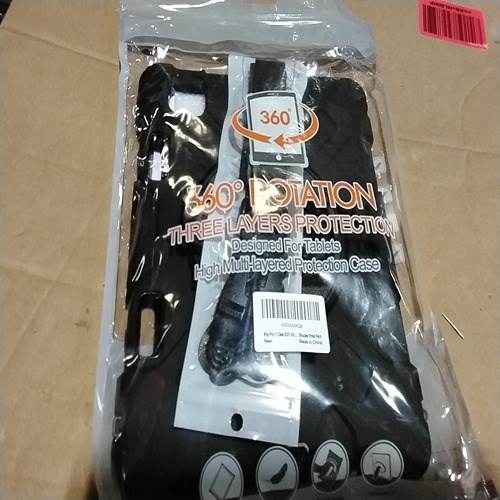 360°
360° ROTATION
THREE LAYERS PROTECTION
Designed For Tablets
High Multi-layered Protection Case
Made in China